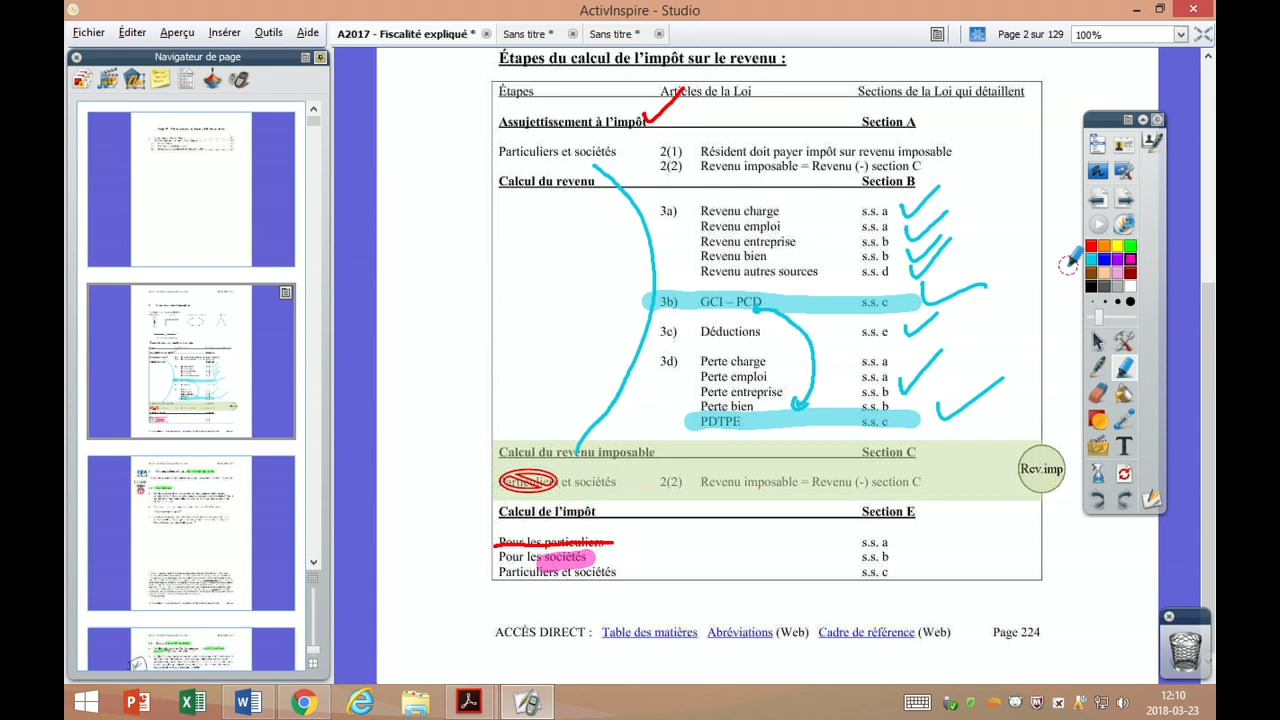 ActivInspire - Studio
Fichier Éditer Aperçu Insérer Outils Aide
A2017 - Fiscalité expliqué * Sans titre * Sans titre * Page 2 sur 129 100%
Navigateur de page
Étapes du calcul de l'impôt sur le revenu :
Étapes Articles de la Loi Sections de la Loi qui détaillent
Assujettissement à l'impôt Section A
Particuliers et sociétés 2(1) Résident doit payer impôt sur revenu imposable
2(2) Revenu imposable = Revenu (-) section C
Calcul du revenu Section B
3a) Revenu charge s.s. a
Revenu emploi s.s. a
Revenu entreprise s.s. b
Revenu bien s.s. b
Revenu autres sources s.s. d
3b) GCI – PCD s.s. c
3c) Déductions s.s. e
3d) Perte charge s.s. a
Perte emploi s.s. a
Perte entreprise s.s. b
Perte bien s.s. b
PDTPE s.s. c
Calcul du revenu imposable Section C
Rev.imp
Particuliers et sociétés 2(2) Revenu imposable = Revenu (-) section C
Calcul de l'impôt Section E
Pour les particuliers s.s. a
Pour les sociétés s.s. b
Particuliers et sociétés s.s. c
ACCÈS DIRECT : Table des matières Abréviations (Web) Cadre de référence (Web) Page 224
12:10
2018-03-23